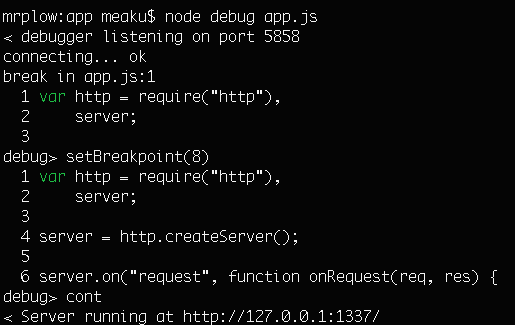 mrplow:app meaku$ node debug app.js
< debugger listening on port 5858
connecting... ok
break in app.js:1
  1 var http = require("http"),
  2     server;
  3
debug> setBreakpoint(8)
  1 var http = require("http"),
  2     server;
  3
  4 server = http.createServer();
  5
  6 server.on("request", function onRequest(req, res) {
debug> cont
< Server running at http://127.0.0.1:1337/